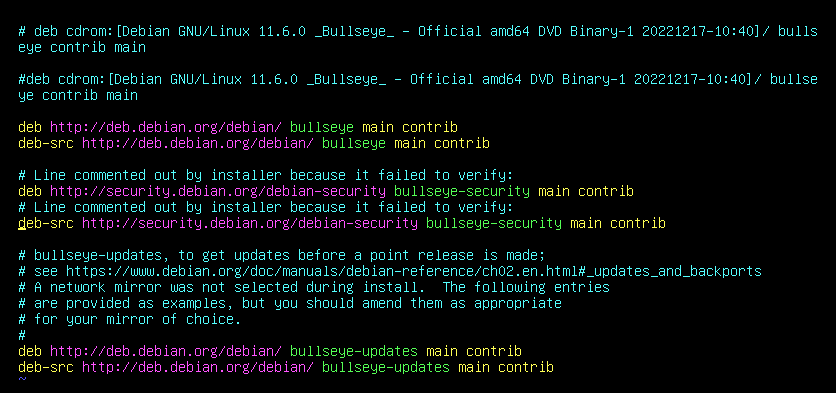 # deb cdrom:[Debian GNU/Linux 11.6.0 _Bullseye_ - Official amd64 DVD Binary-1 20221217-10:40]/ bulls
eye contrib main
#deb cdrom:[Debian GNU/Linux 11.6.0 _Bullseye_ - Official amd64 DVD Binary-1 20221217-10:40]/ bullse
ye contrib main
deb http://deb.debian.org/debian/ bullseye main contrib
deb-src http://deb.debian.org/debian/ bullseye main contrib
# Line commented out by installer because it failed to verify:
deb http://security.debian.org/debian-security bullseye-security main contrib
# Line commented out by installer because it failed to verify:
deb-src http://security.debian.org/debian-security bullseye-security main contrib
# bullseye-updates, to get updates before a point release is made;
# see https://www.debian.org/doc/manuals/debian-reference/ch02.en.html#_updates_and_backports
# A network mirror was not selected during install.  The following entries
# are provided as examples, but you should amend them as appropriate
# for your mirror of choice.
#
deb http://deb.debian.org/debian/ bullseye-updates main contrib
deb-src http://deb.debian.org/debian/ bullseye-updates main contrib
~